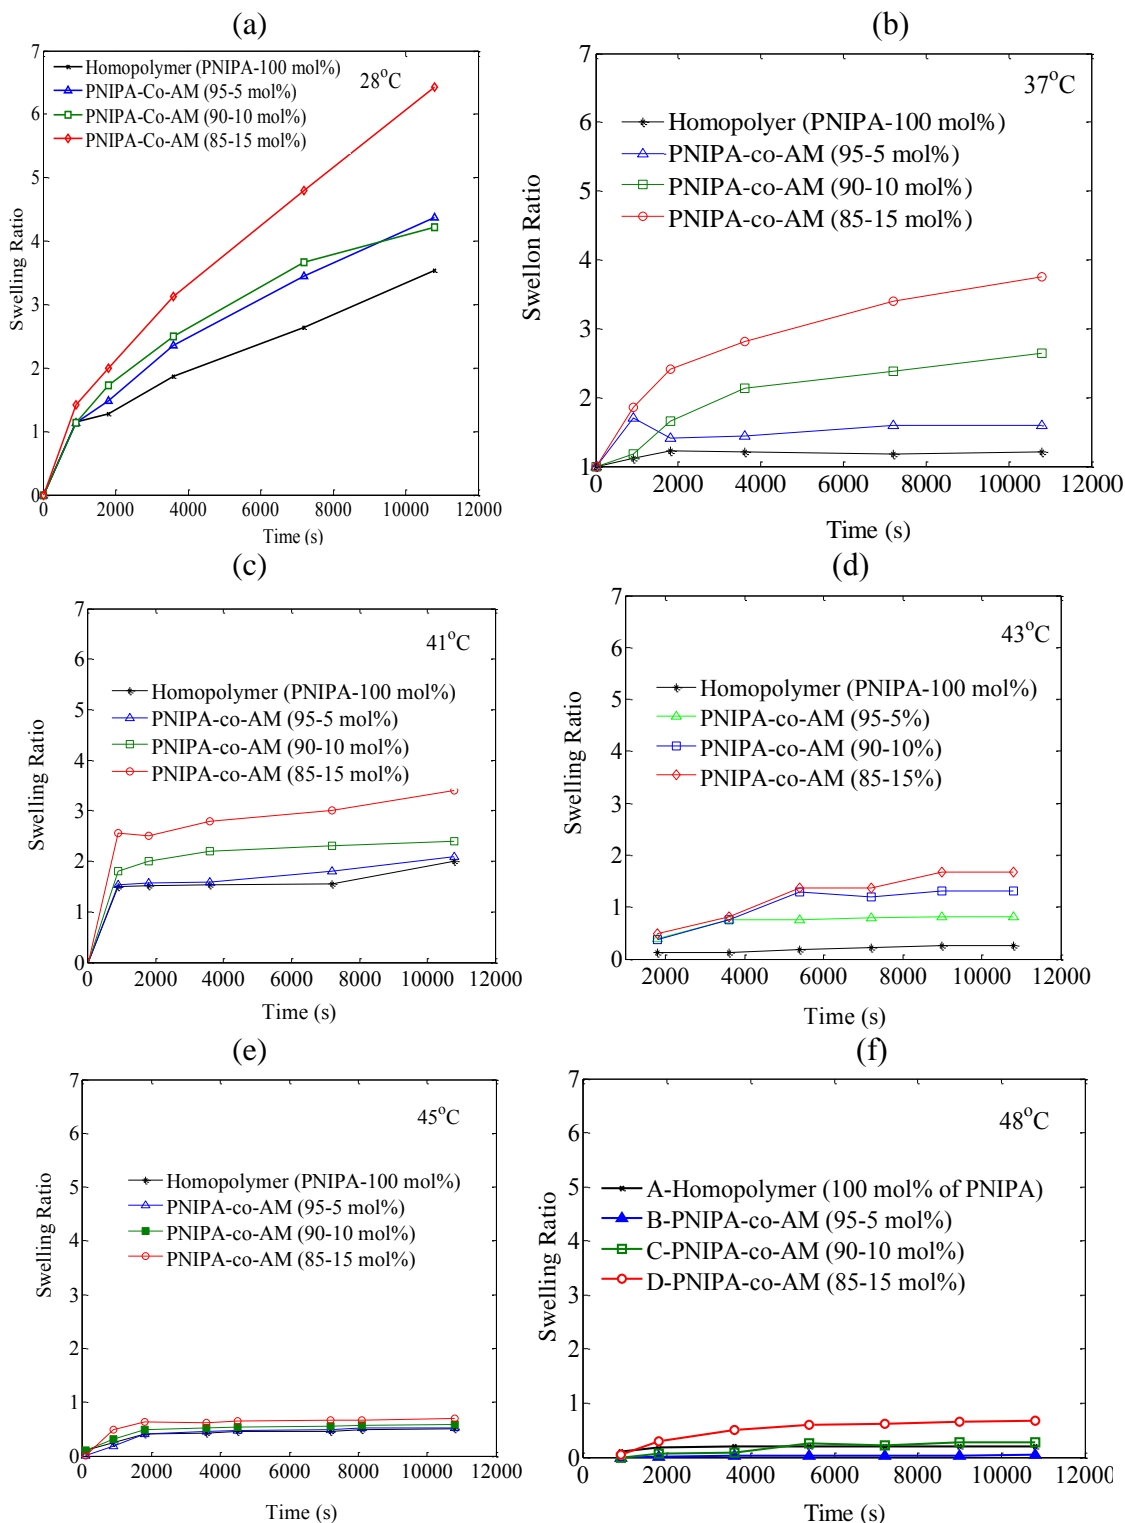 (a)
7
6
5
4
3
2
1
0
Swelling Ratio
Homopolymer (PNIPA-100 mol%)
PNIPA-Co-AM (95-5 mol%)
PNIPA-Co-AM (90-10 mol%)
PNIPA-Co-AM (85-15 mol%)
28°C
0 2000 4000 6000 8000 10000 12000
Time (s)
(b)
7
6
5
4
3
2
1
Swellon Ratio
37°C
Homopolyer (PNIPA-100 mol%)
PNIPA-co-AM (95-5 mol%)
PNIPA-co-AM (90-10 mol%)
PNIPA-co-AM (85-15 mol%)
0 2000 4000 6000 8000 10000 12000
Time (s)
(c)
7
6
5
4
3
2
1
0
Swelling Ratio
41°C
Homopolymer (PNIPA-100 mol%)
PNIPA-co-AM (95-5 mol%)
PNIPA-co-AM (90-10 mol%)
PNIPA-co-AM (85-15 mol%)
0 2000 4000 6000 8000 10000 12000
Time (s)
(d)
7
6
5
4
3
2
1
0
Swelling Ratio
43°C
Homopolymer (PNIPA-100 mol%)
PNIPA-co-AM (95-5%)
PNIPA-co-AM (90-10%)
PNIPA-co-AM (85-15%)
2000 4000 6000 8000 10000 12000
Time (s)
(e)
7
6
5
4
3
2
1
0
Swelling Ratio
45°C
Homopolymer (PNIPA-100 mol%)
PNIPA-co-AM (95-5 mol%)
PNIPA-co-AM (90-10 mol%)
PNIPA-co-AM (85-15 mol%)
0 2000 4000 6000 8000 10000 12000
Time (s)
(f)
7
6
5
4
3
2
1
0
Swelling Ratio
48°C
A-Homopolymer (100 mol% of PNIPA)
B-PNIPA-co-AM (95-5 mol%)
C-PNIPA-co-AM (90-10 mol%)
D-PNIPA-co-AM (85-15 mol%)
0 2000 4000 6000 8000 10000 12000
Time (s)